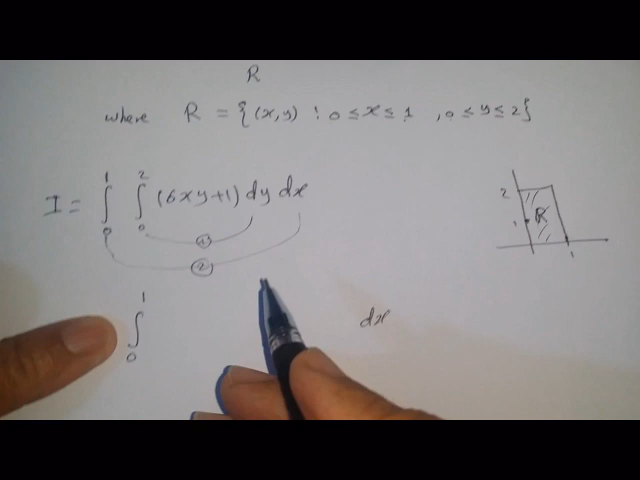 R
where R = {(x,y) : 0 ≤ x ≤ 1 , 0 ≤ y ≤ 2}
I = ∫₀¹ ∫₀² (6xy+1) dy dx
① 
②
2
1 R
1
∫₀¹ dx